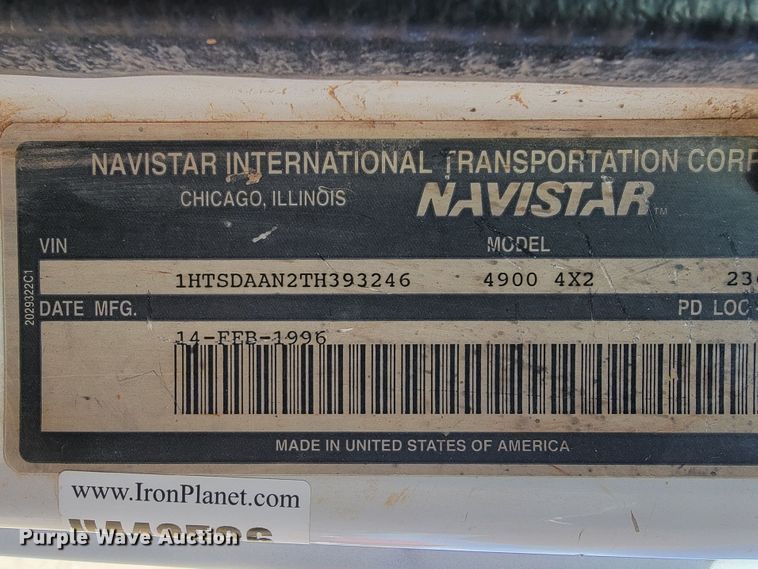 NAVISTAR INTERNATIONAL TRANSPORTATION CORP
CHICAGO, ILLINOIS NAVISTAR™
VIN MODEL
1HTSDAAN2TH393246 4900 4X2
DATE MFG. PD LOC
14-FEB-1996
MADE IN UNITED STATES OF AMERICA
2029322C1
www.IronPlanet.com
Purple Wave Auction